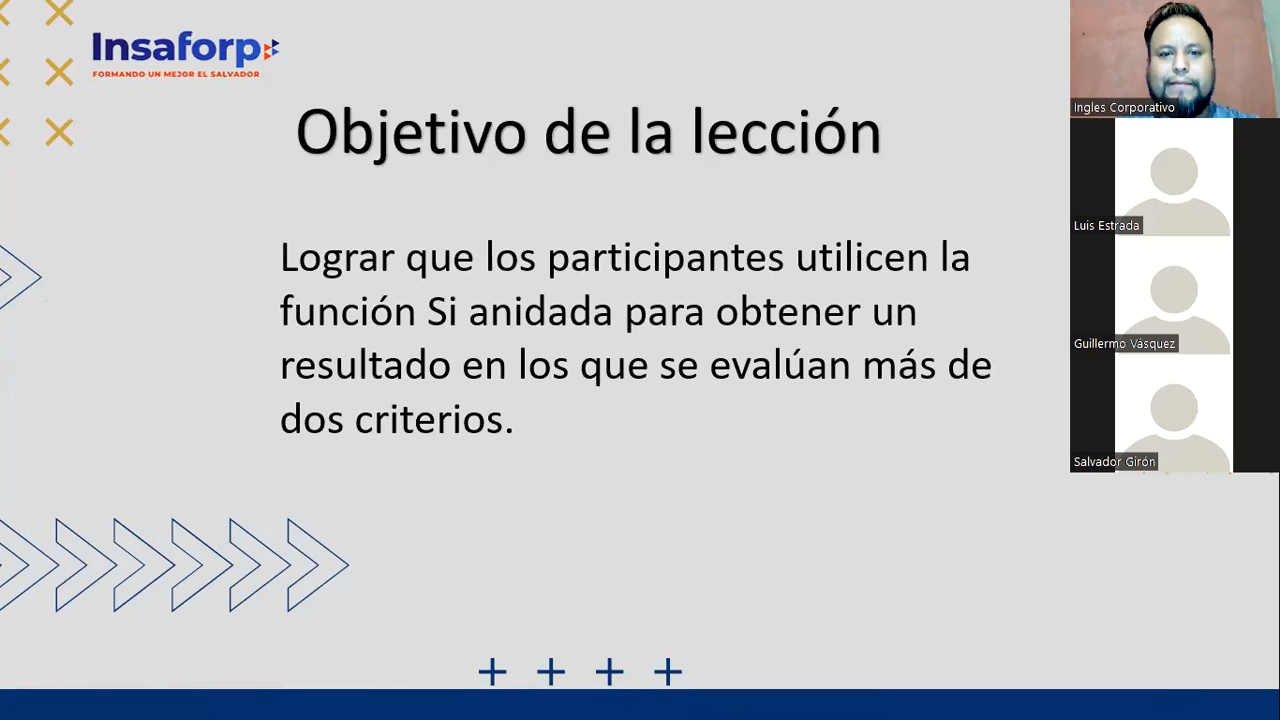 Insaforp
FORMANDO UN MEJOR EL SALVADOR
Objetivo de la lección
Lograr que los participantes utilicen la
función Si anidada para obtener un
resultado en los que se evalúan más de
dos criterios.
Ingles Corporativo
Luis Estrada
Guillermo Vásquez
Salvador Girón